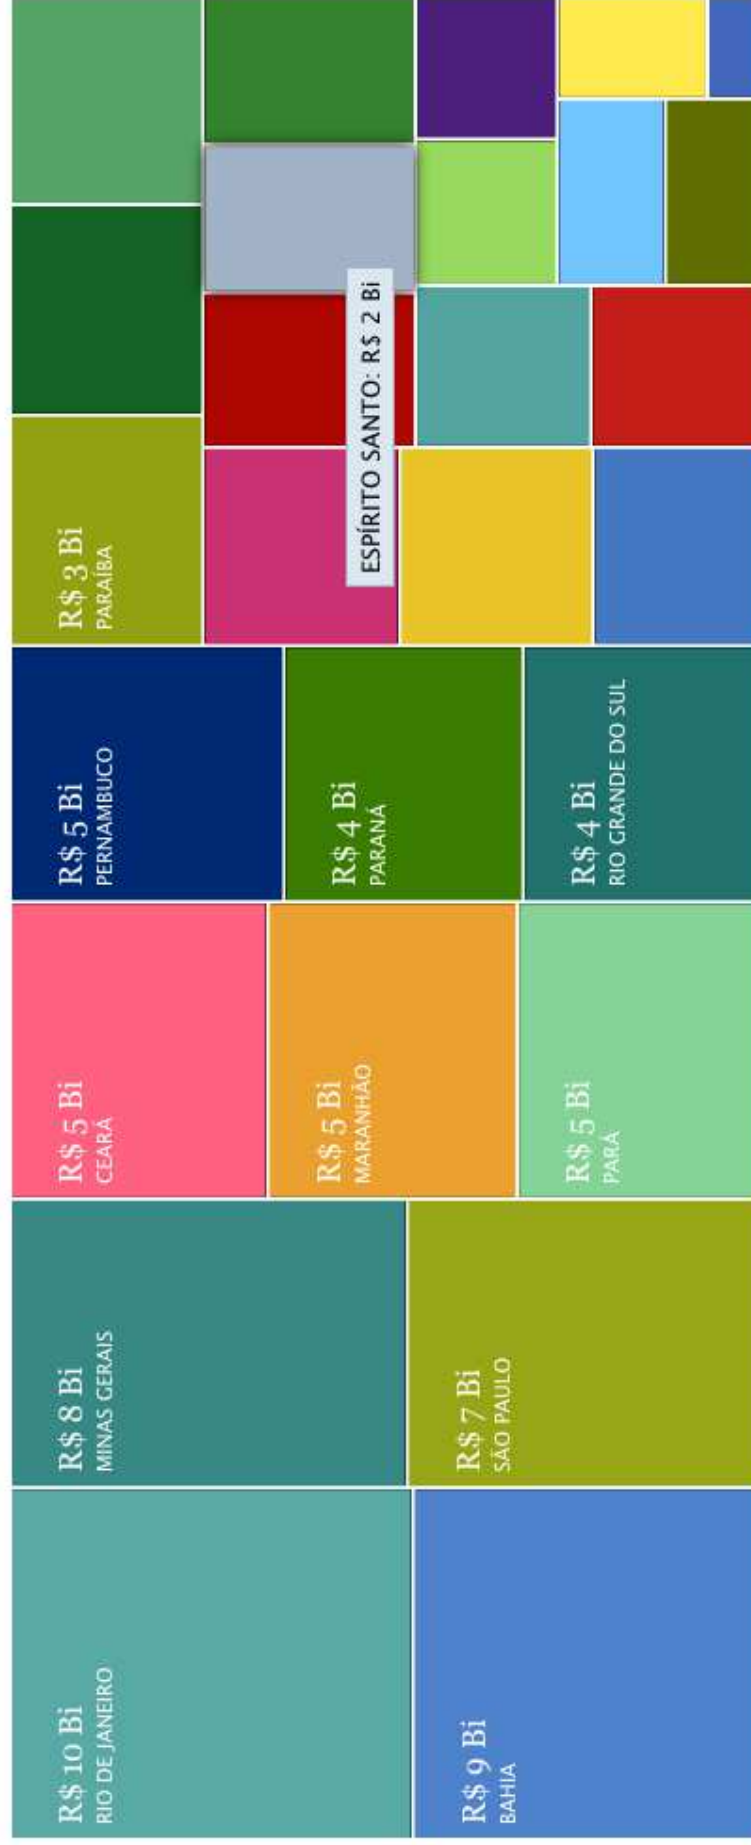 R$ 10 Bi
RIO DE JANEIRO
R$ 9 Bi
BAHIA
R$ 8 Bi
MINAS GERAIS
R$ 7 Bi
SÃO PAULO
R$ 5 Bi
CEARÁ
R$ 5 Bi
MARANHÃO
R$ 5 Bi
PARÁ
R$ 5 Bi
PERNAMBUCO
R$ 4 Bi
PARANÁ
R$ 4 Bi
RIO GRANDE DO SUL
R$ 3 Bi
PARAÍBA
ESPÍRITO SANTO: R$ 2 Bi